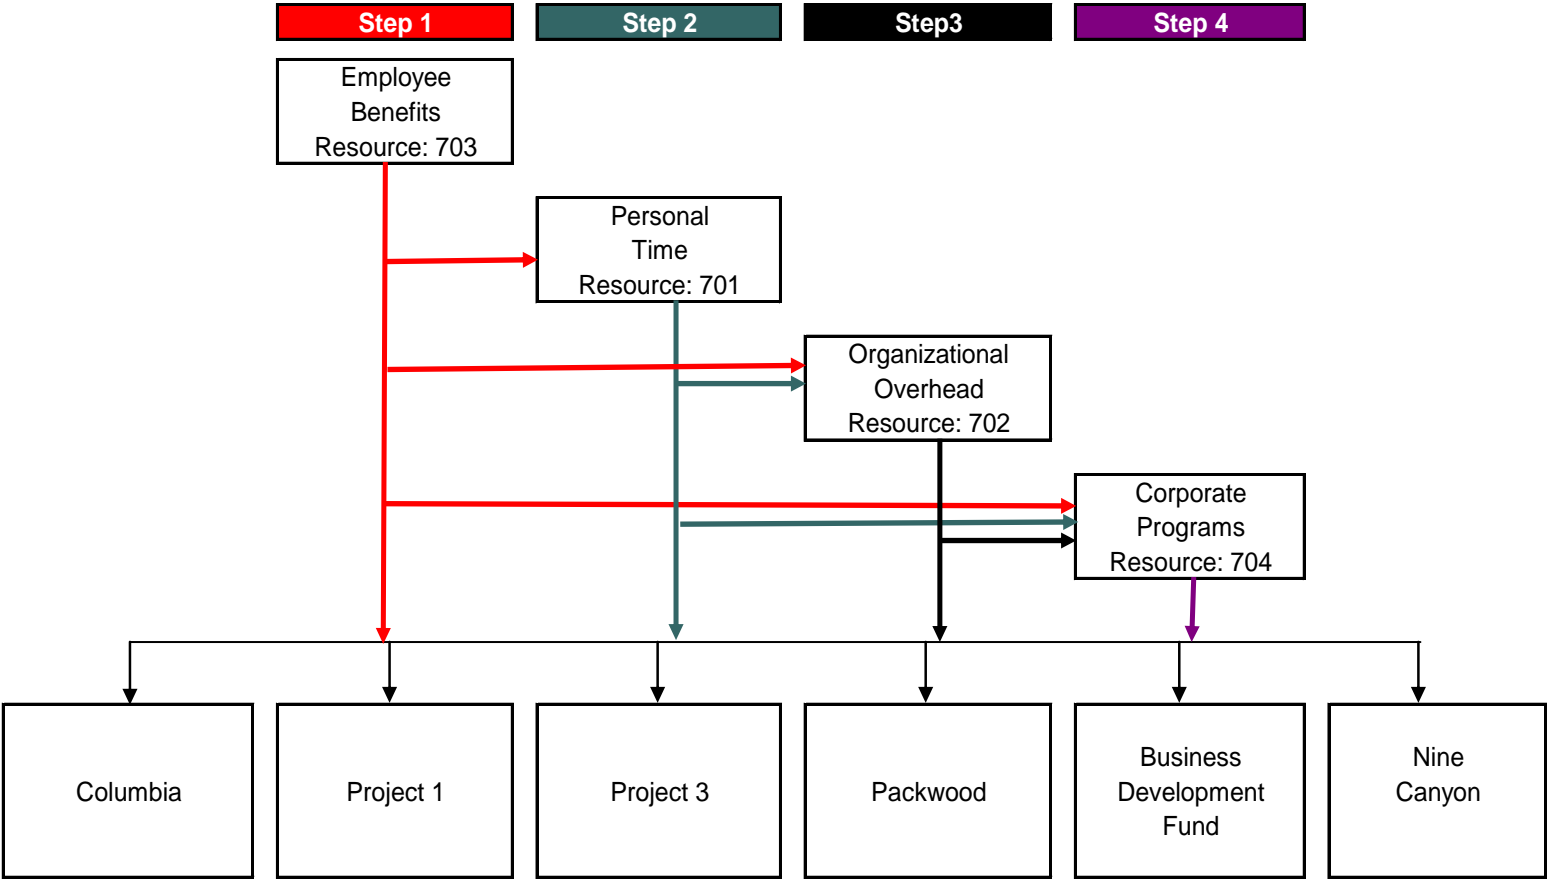 Step 1
Step 2
Step3
Step 4
Employee
Benefits
Resource: 703
Personal
Time
Resource: 701
Organizational
Overhead
Resource: 702
Corporate
Programs
Resource: 704
Columbia
Project 1
Project 3
Packwood
Business
Development
Fund
Nine
Canyon